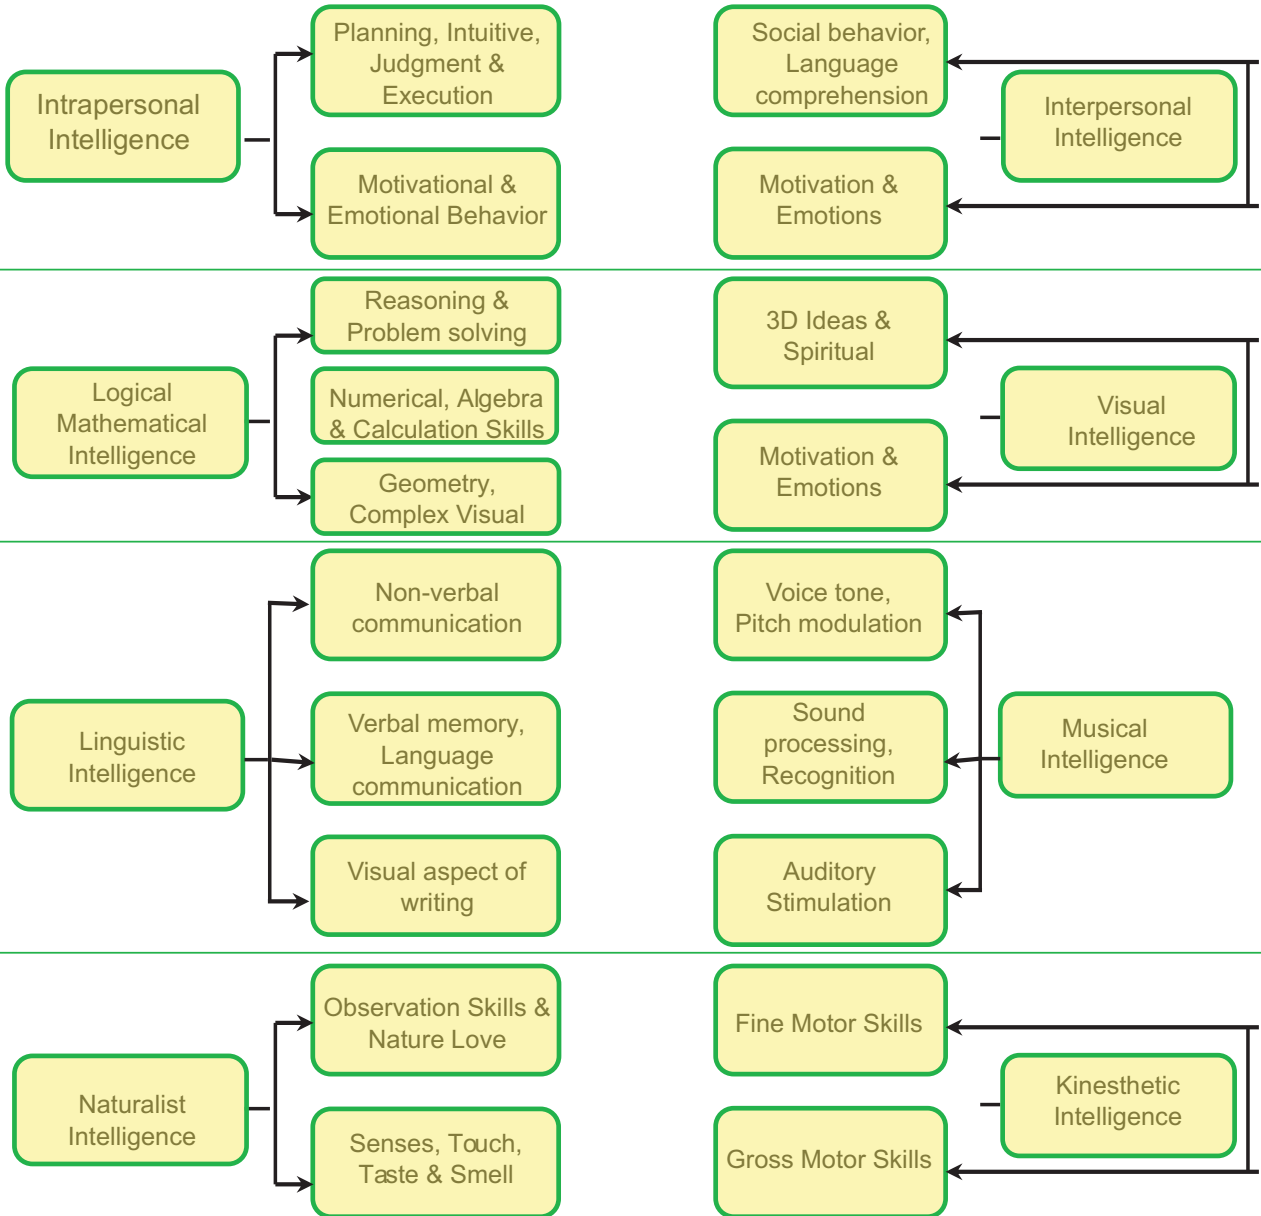 Intrapersonal
Intelligence
Planning, Intuitive,
Judgment &
Execution
Motivational &
Emotional Behavior
Social behavior,
Language
comprehension
Motivation &
Emotions
Interpersonal
Intelligence
Logical
Mathematical
Intelligence
Reasoning &
Problem solving
Numerical, Algebra
& Calculation Skills
Geometry,
Complex Visual
3D Ideas &
Spiritual
Motivation &
Emotions
Visual
Intelligence
Linguistic
Intelligence
Non-verbal
communication
Verbal memory,
Language
communication
Visual aspect of
writing
Voice tone,
Pitch modulation
Sound
processing,
Recognition
Auditory
Stimulation
Musical
Intelligence
Naturalist
Intelligence
Observation Skills &
Nature Love
Senses, Touch,
Taste & Smell
Fine Motor Skills
Gross Motor Skills
Kinesthetic
Intelligence